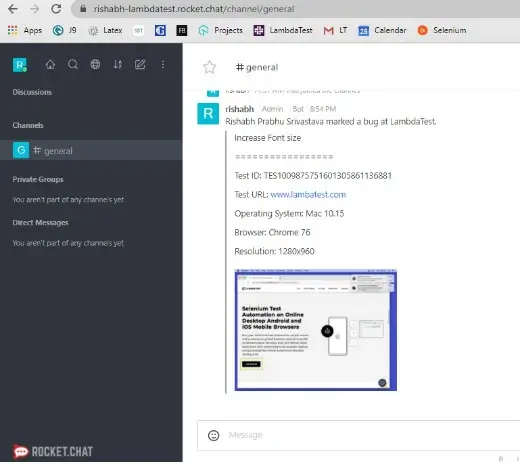 rishabh-lambdatest.rocket.chat/channel/general
Apps J9 Latex SBT FB Projects LambdaTest LT 28 Calendar Selenium
R
# general
Discussions
Channels
G # general
Private Groups
You aren't part of any channels yet
Direct Messages
You aren't part of any channels yet
rishabh Admin Bot 8:54 PM
Rishabh Prabhu Srivastava marked a bug at LambdaTest.
Increase Font size
=================
Test ID: TES1009875751601305861136881
Test URL: www.lambatest.com
Operating System: Mac 10.15
Browser: Chrome 76
Resolution: 1280x960
Selenium Test
Automation on Online
Desktop Android and
iOS Mobile Browsers
Message
ROCKET.CHAT